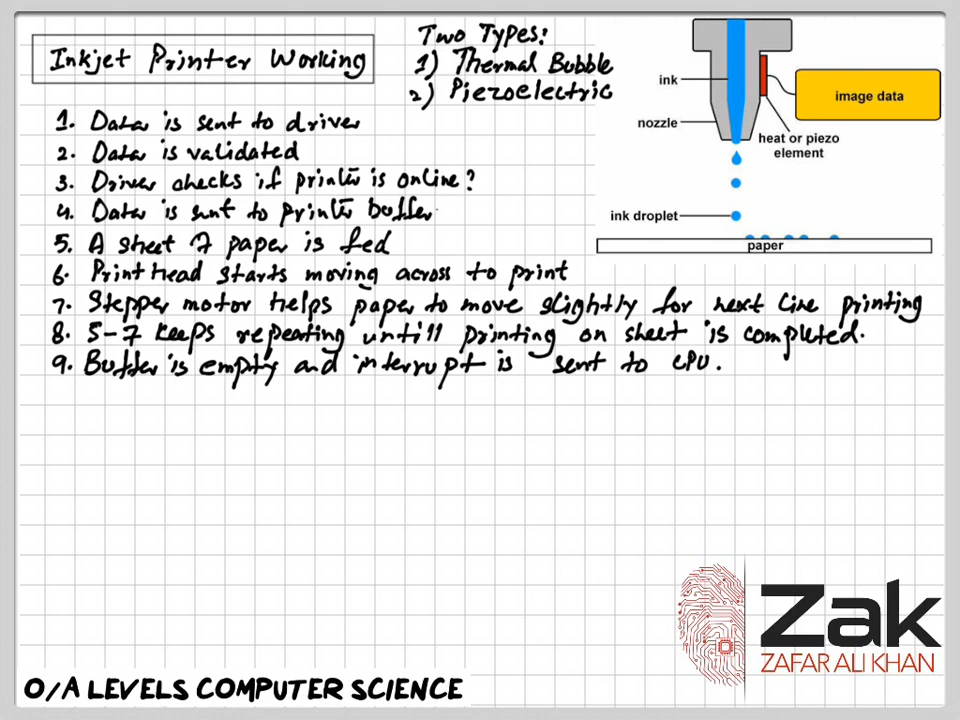 Inkjet Printer Working
Two Types:
1) Thermal Bubble
2) Piezoelectric
1. Data is sent to driver
2. Data is validated
3. Driver checks if printer is online?
4. Data is sent to printer buffer
5. A sheet of paper is fed
6. Print head starts moving across to print
7. Stepper motor helps paper to move slightly for next line printing
8. 5-7 keeps repeating untill printing on sheet is completed.
9. Buffer is empty and interrupt is sent to CPU.
ink
nozzle
image data
heat or piezo
element
ink droplet
paper
Zak
ZAFAR ALI KHAN
O/A LEVELS COMPUTER SCIENCE